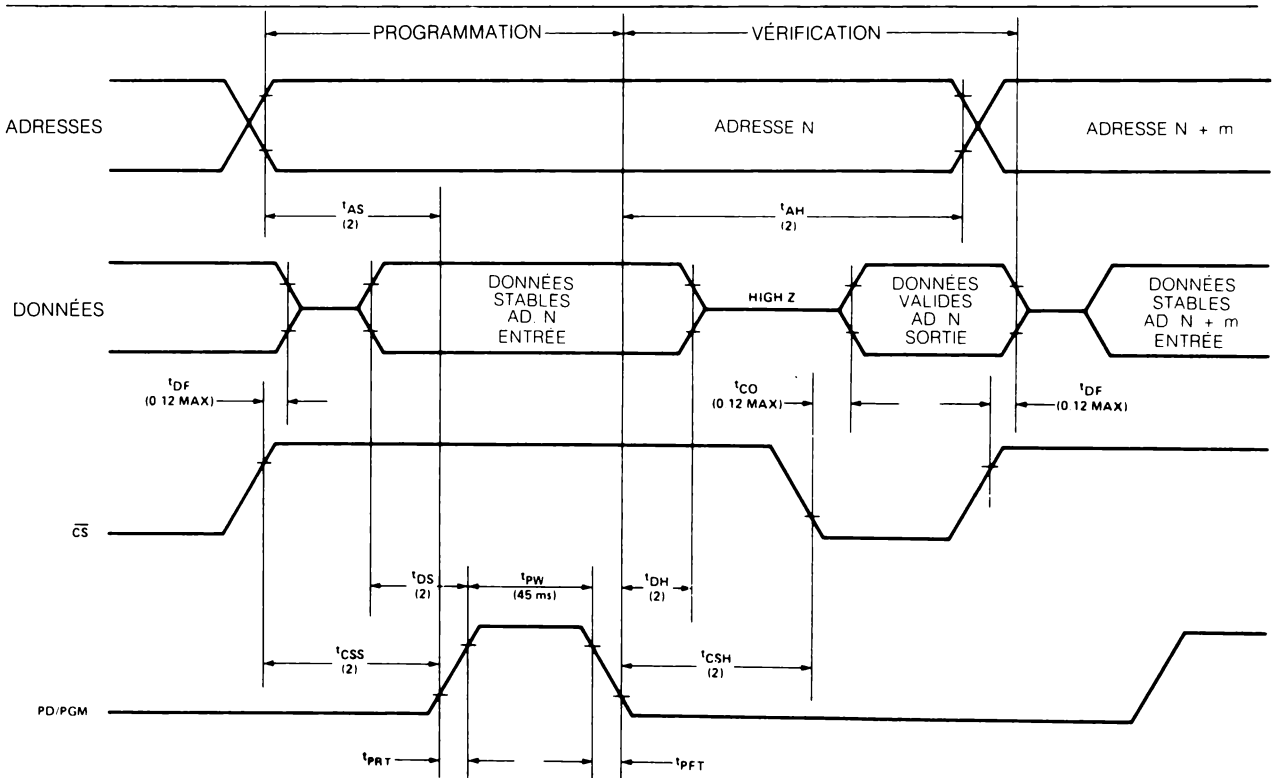 PROGRAMMATION
VÉRIFICATION
ADRESSES
ADRESSE N
ADRESSE N + m
tAS
(2)
tAH
(2)
DONNÉES
DONNÉES
STABLES
AD. N
ENTRÉE
HIGH Z
DONNÉES
VALIDES
AD N
SORTIE
DONNÉES
STABLES
AD N + m
ENTRÉE
tDF
(0 12 MAX)
tCO
(0 12 MAX)
tDF
(0 12 MAX)
C̅S̅
tDS
(2)
tPW
(45 ms)
tDH
(2)
tCSS
(2)
tCSH
(2)
PD/PGM
tPRT
tPFT